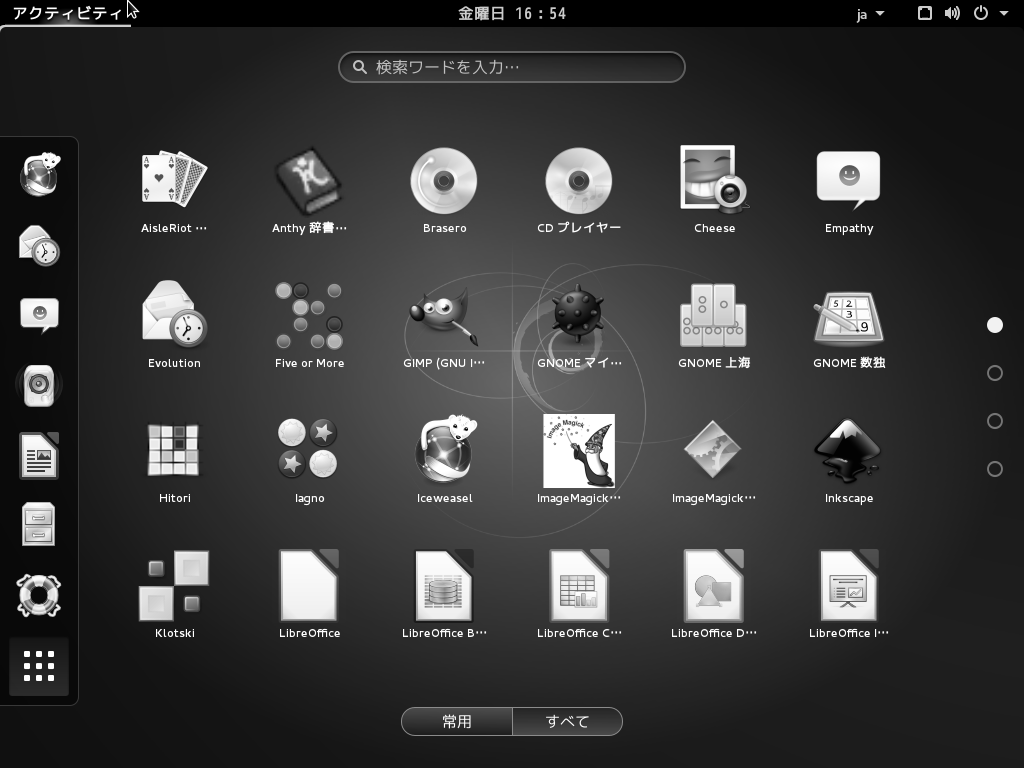 アクティビティ
金曜日 16 : 54
ja
検索ワードを入力…
AisleRiot …
Anthy 辞書…
Brasero
CD プレイヤー
Cheese
Empathy
Evolution
Five or More
GIMP (GNU I…
GNOME マイ…
GNOME 上海
GNOME 数独
Hitori
Iagno
Iceweasel
Image Magick
ImageMagick…
ImageMagick…
Inkscape
Klotski
LibreOffice
LibreOffice B…
LibreOffice C…
LibreOffice D…
LibreOffice I…
常用
すべて